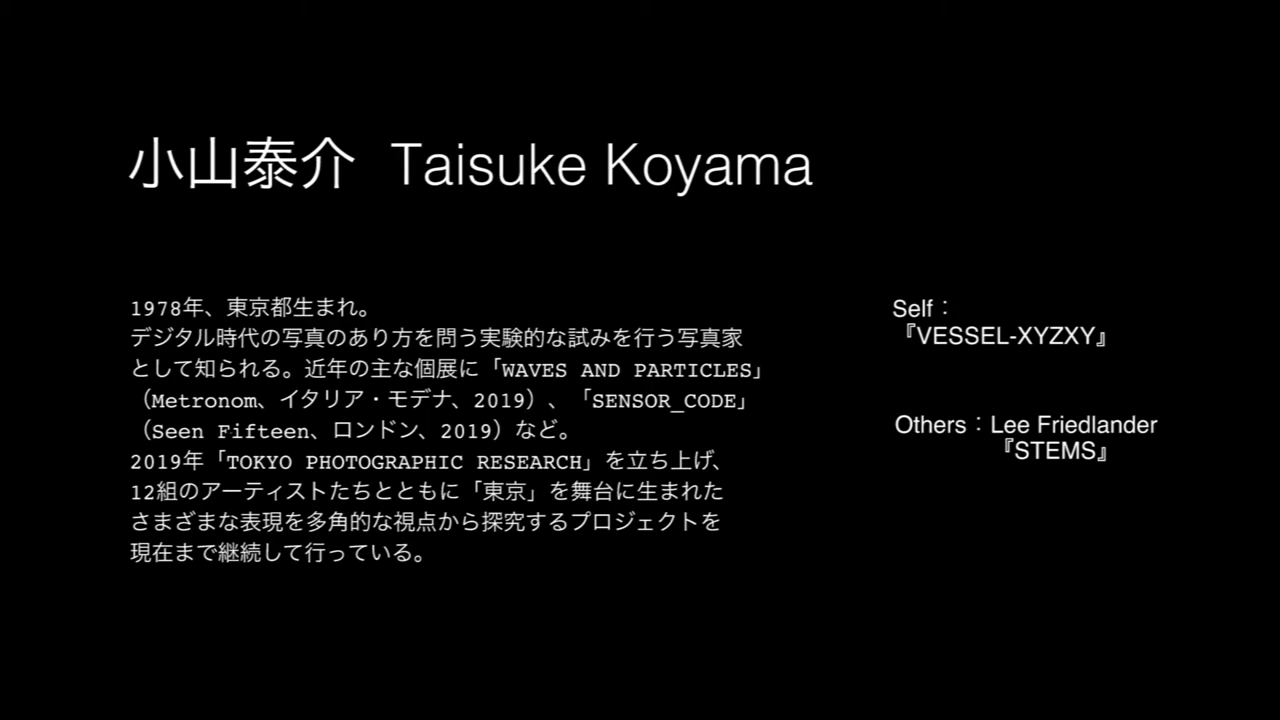 小山泰介 Taisuke Koyama
1978年、東京都生まれ。
デジタル時代の写真のあり方を問う実験的な試みを行う写真家
として知られる。近年の主な個展に「WAVES AND PARTICLES」
（Metronom、イタリア・モデナ、2019）、「SENSOR_CODE」
（Seen Fifteen、ロンドン、2019）など。
2019年「TOKYO PHOTOGRAPHIC RESEARCH」を立ち上げ、
12組のアーティストたちとともに「東京」を舞台に生まれた
さまざまな表現を多角的な視点から探究するプロジェクトを
現在まで継続して行っている。
Self：
『VESSEL-XYZXY』
Others：Lee Friedlander
『STEMS』